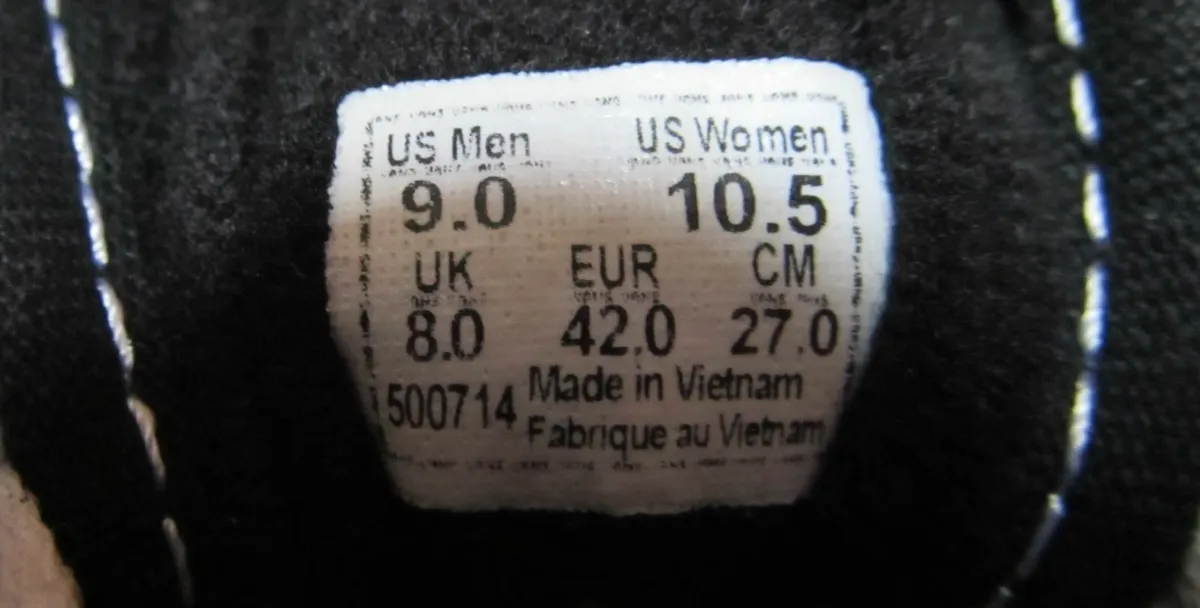 US Men US Women
9.0 10.5
UK EUR CM
8.0 42.0 27.0
500714 Made in Vietnam
Fabrique au Vietnam